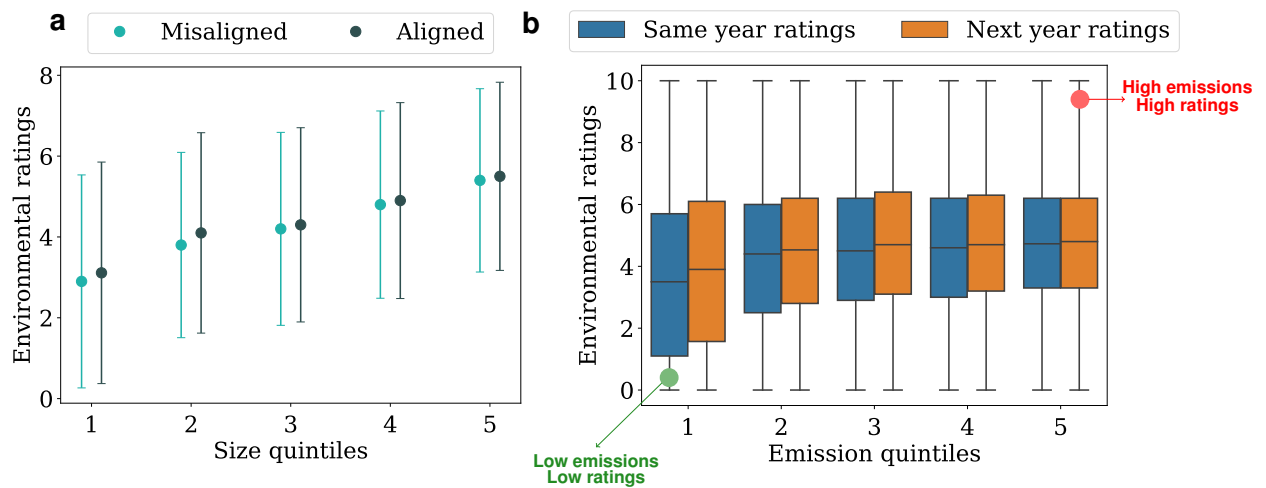 a
Misaligned
Aligned
Environmental ratings
8
6
4
2
0
1 2 3 4 5
Size quintiles
b
Same year ratings
Next year ratings
Environmental ratings
10
8
6
4
2
0
1 2 3 4 5
Emission quintiles
High emissions
High ratings
Low emissions
Low ratings